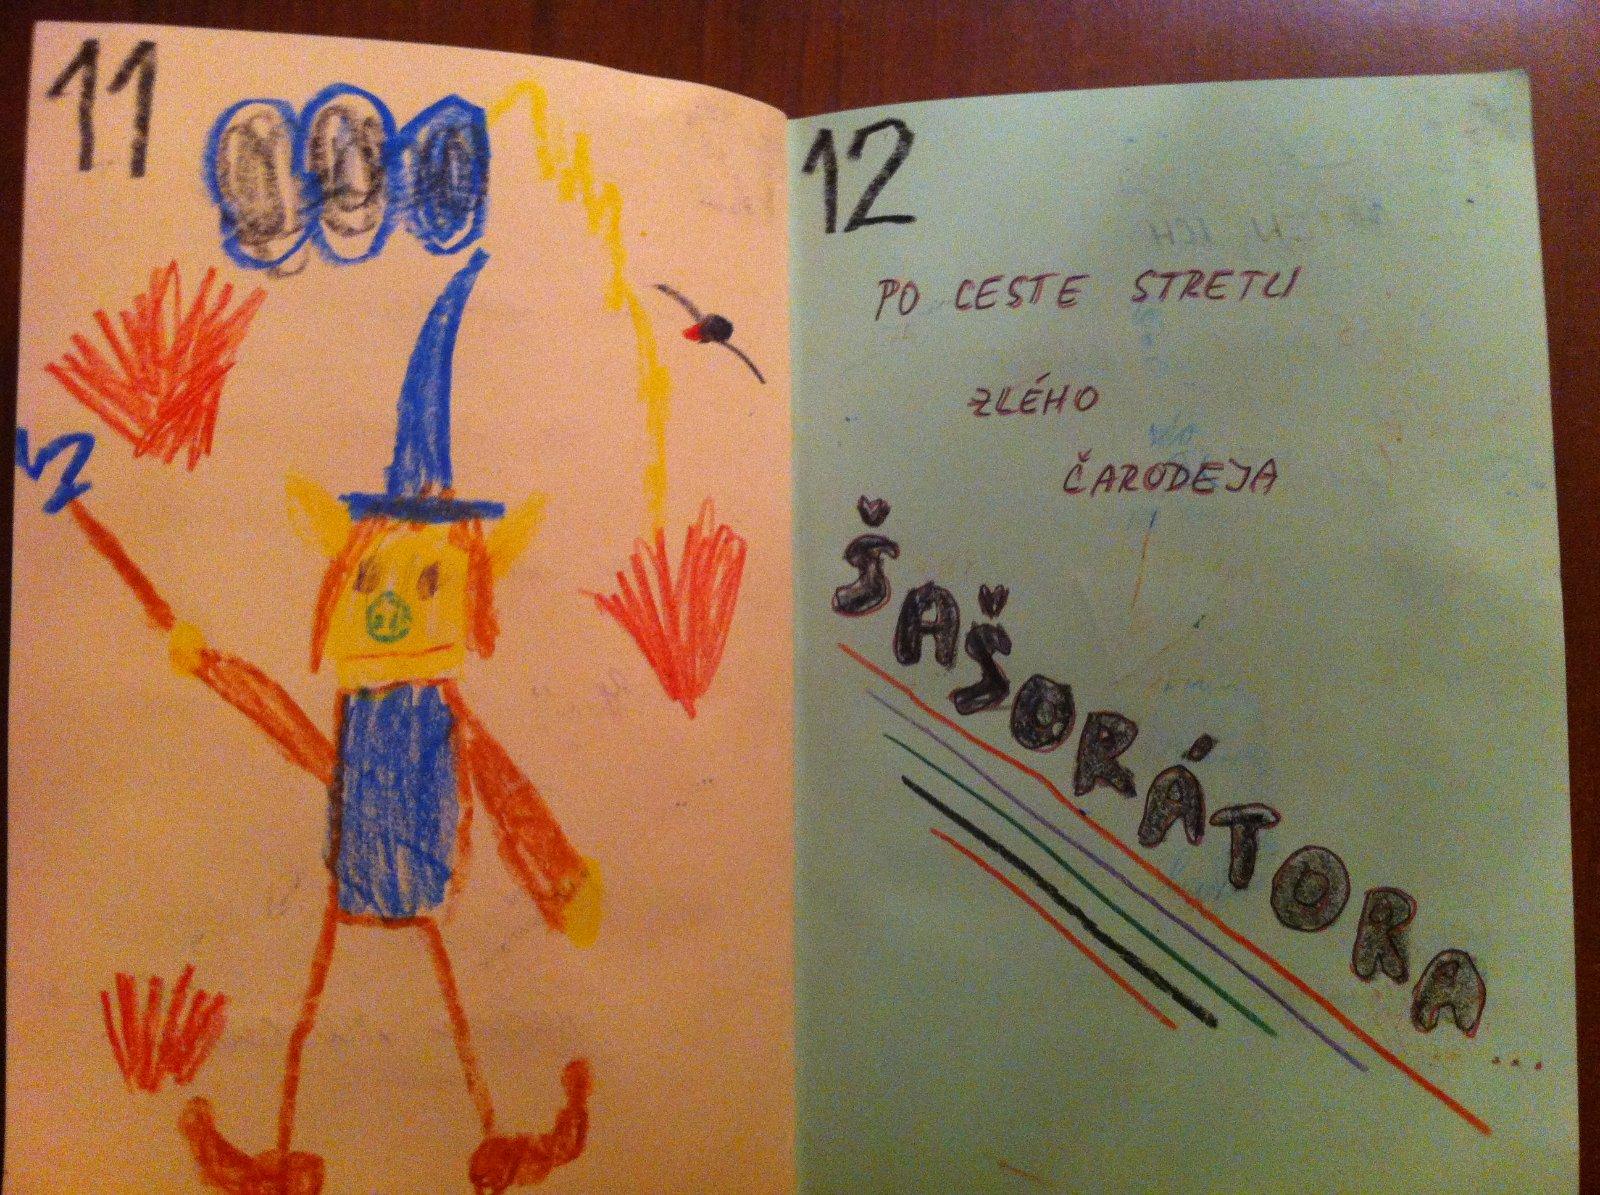 11
12
PO CESTE STRETLI
ZLÉHO
ČARODEJA
ŠAŠORÁTORA
...